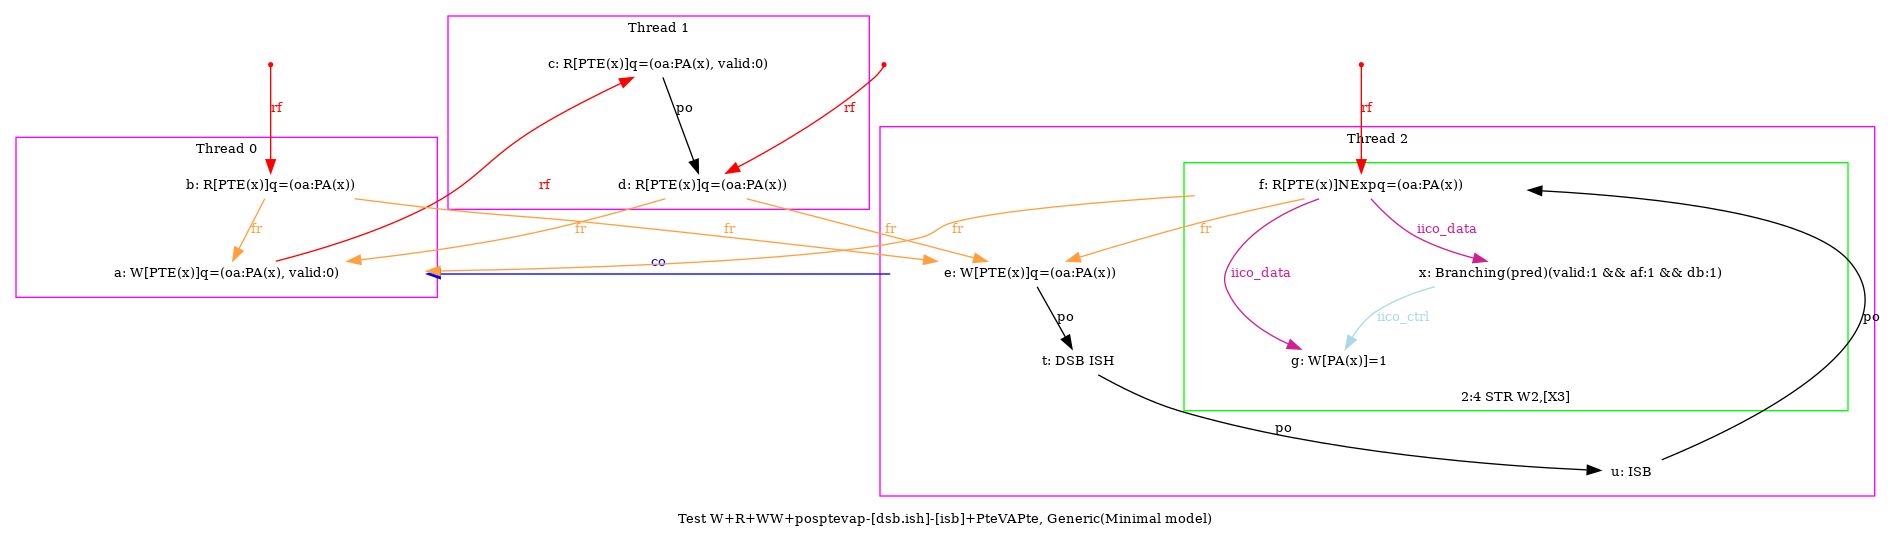 Thread 1
c: R[PTE(x)]q=(oa:PA(x), valid:0)
po
rf
rf
rf
Thread 2
Thread 0
b: R[PTE(x)]q=(oa:PA(x))
rf
d: R[PTE(x)]q=(oa:PA(x))
f: R[PTE(x)]NExpq=(oa:PA(x))
fr
fr
fr
fr
fr
fr
iico_data
co
iico_data
a: W[PTE(x)]q=(oa:PA(x), valid:0)
e: W[PTE(x)]q=(oa:PA(x))
x: Branching(pred)(valid:1 && af:1 && db:1)
po
iico_ctrl
po
t: DSB ISH
g: W[PA(x)]=1
2:4 STR W2,[X3]
po
u: ISB
Test W+R+WW+posptevap-[dsb.ish]-[isb]+PteVAPte, Generic(Minimal model)